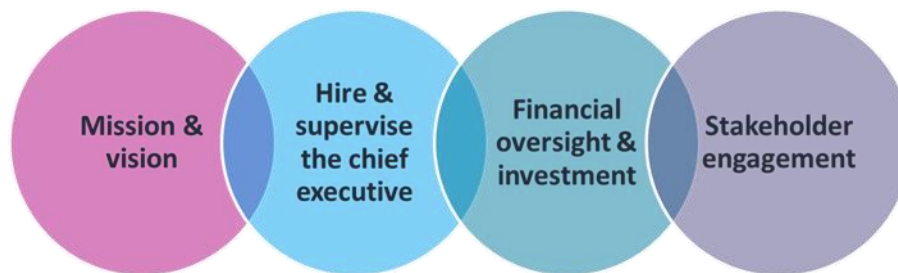 Mission &
vision
Hire &
supervise
the chief
executive
Financial
oversight &
investment
Stakeholder
engagement